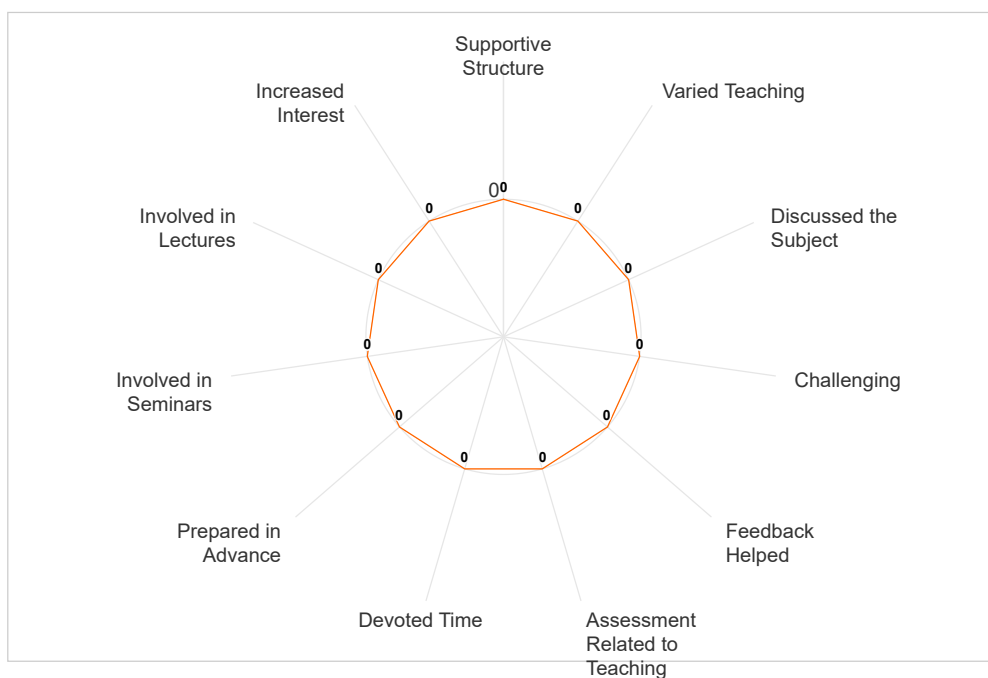 Supportive
Structure
Varied Teaching
Discussed the
Subject
Challenging
Feedback
Helped
Assessment
Related to
Teaching
Devoted Time
Prepared in
Advance
Involved in
Seminars
Involved in
Lectures
Increased
Interest
0
0
0
0
0
0
0
0
0
0
0
0